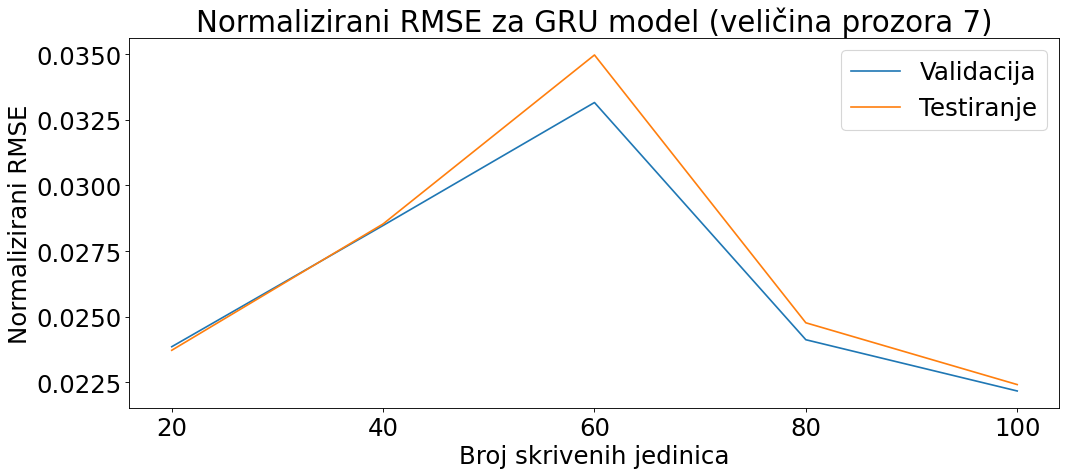 Normalizirani RMSE za GRU model (veličina prozora 7)
Normalizirani RMSE
0.0350
0.0325
0.0300
0.0275
0.0250
0.0225
Validacija
Testiranje
20 40 60 80 100
Broj skrivenih jedinica